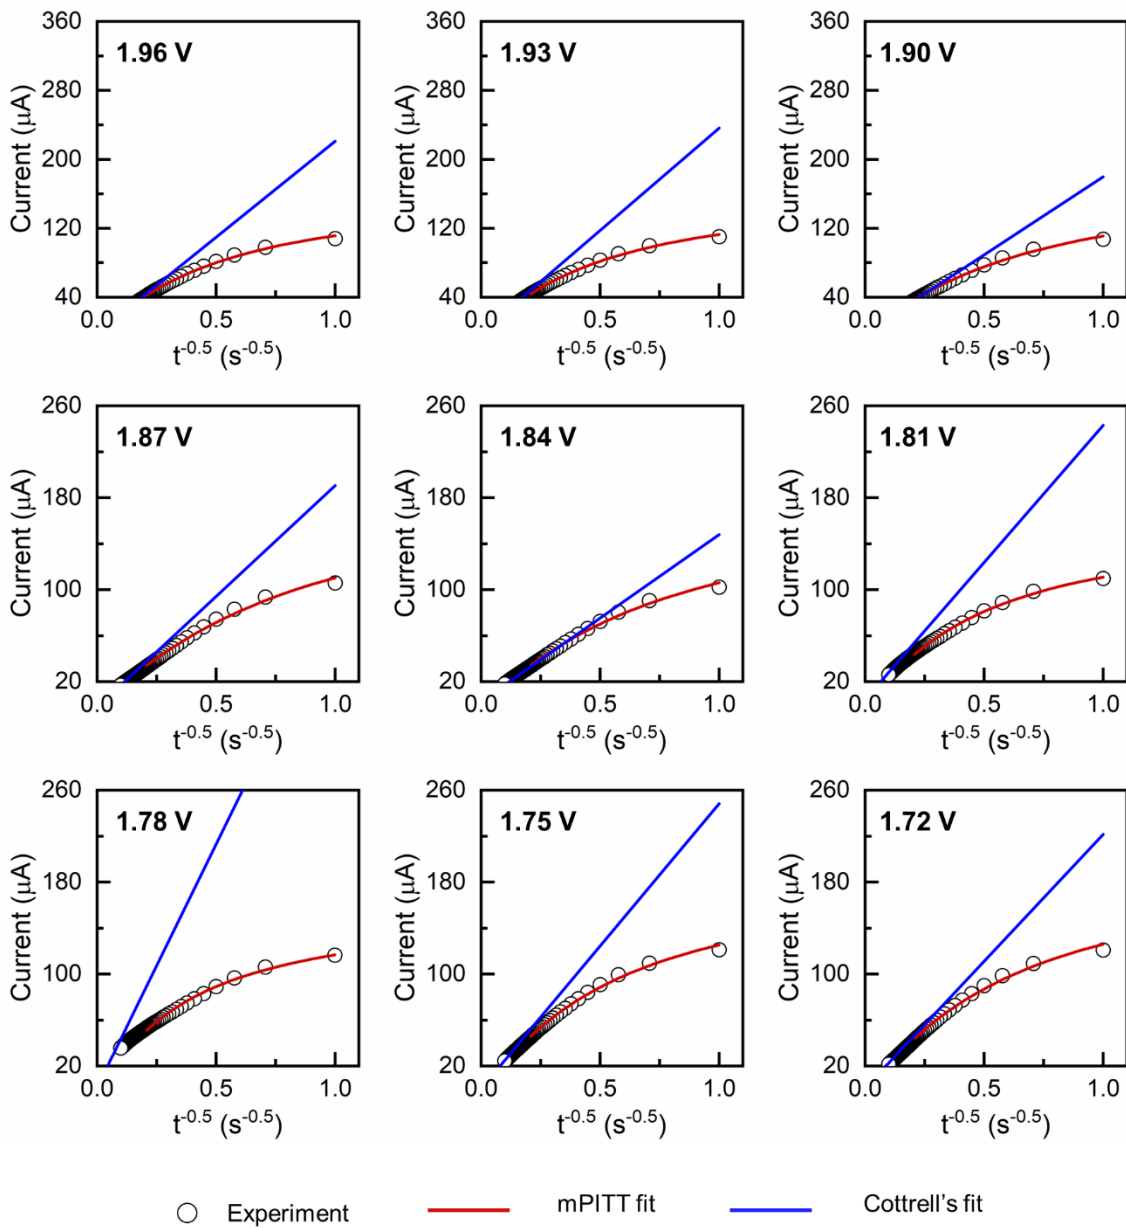 360
280
200
120
40
Current (μA)
1.96 V
0.0 0.5 1.0
t-0.5 (s-0.5)
360
280
200
120
40
Current (μA)
1.93 V
0.0 0.5 1.0
t-0.5 (s-0.5)
360
280
200
120
40
Current (μA)
1.90 V
0.0 0.5 1.0
t-0.5 (s-0.5)
260
180
100
20
Current (μA)
1.87 V
0.0 0.5 1.0
t-0.5 (s-0.5)
260
180
100
20
Current (μA)
1.84 V
0.0 0.5 1.0
t-0.5 (s-0.5)
260
180
100
20
Current (μA)
1.81 V
0.0 0.5 1.0
t-0.5 (s-0.5)
260
180
100
20
Current (μA)
1.78 V
0.0 0.5 1.0
t-0.5 (s-0.5)
260
180
100
20
Current (μA)
1.75 V
0.0 0.5 1.0
t-0.5 (s-0.5)
260
180
100
20
Current (μA)
1.72 V
0.0 0.5 1.0
t-0.5 (s-0.5)
Experiment mPITT fit Cottrell's fit